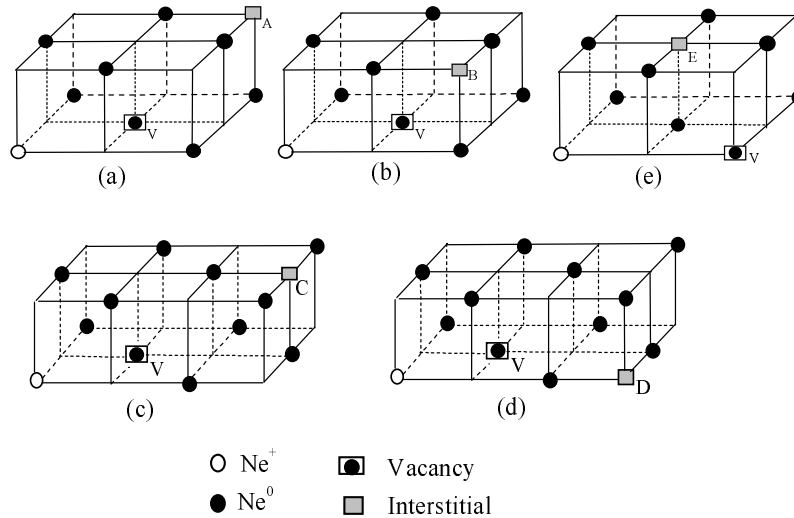 A
V
(a)
B
V
(b)
E
V
(e)
C
V
(c)
V
D
(d)
Ne⁺
Vacancy
Ne⁰
Interstitial